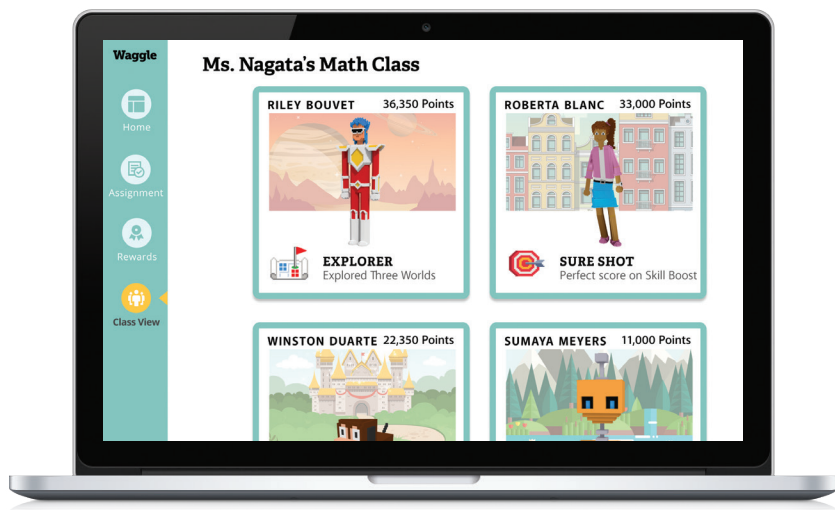 Waggle
Home
Assignment
Rewards
Class View
Ms. Nagata's Math Class
RILEY BOUVET 36,350 Points
EXPLORER
Explored Three Worlds
ROBERTA BLANC 33,000 Points
SURE SHOT
Perfect score on Skill Boost
WINSTON DUARTE 22,350 Points
SUMAYA MEYERS 11,000 Points